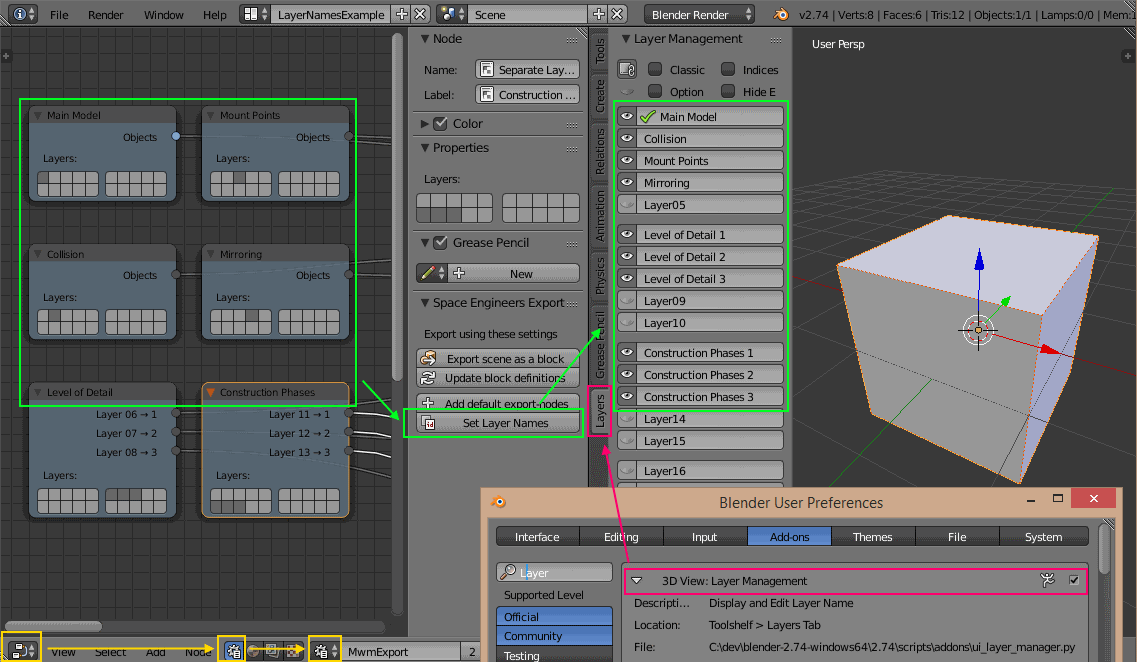 File Render Window Help LayerNamesExample Scene Blender Render v2.74 | Verts:8 | Faces:6 | Tris:12 | Objects:1/1 | Lamps:0/0 | Mem:1
Main Model
Objects
Layers:
Mount Points
Objects
Layers:
Collision
Objects
Layers:
Mirroring
Objects
Layers:
Level of Detail
Layer 06 → 1
Layer 07 → 2
Layer 08 → 3
Layers:
Construction Phases
Layer 11 → 1
Layer 12 → 2
Layer 13 → 3
Layers:
View Select Add Node MwmExport 2
Node
Name: Separate Lay...
Label: Construction ...
Color
Properties
Layers:
Grease Pencil
New
Space Engineers Export
Export using these settings
Export scene as a block
Update block definitions
Add default export-nodes
Set Layer Names
Tools
Create
Relations
Animation
Physics
Grease Pencil
Layers
Layer Management
Classic Indices
Option Hide E
Main Model
Collision
Mount Points
Mirroring
Layer05
Level of Detail 1
Level of Detail 2
Level of Detail 3
Layer09
Layer10
Construction Phases 1
Construction Phases 2
Construction Phases 3
Layer14
Layer15
Layer16
User Persp
Blender User Preferences
Interface Editing Input Add-ons Themes File System
Layer
Supported Level
Official
Community
Testing
3D View: Layer Management
Descripti... Display and Edit Layer Name
Location: Toolshelf > Layers Tab
File: C:\dev\blender-2.74-windows64\2.74\scripts\addons\ui_layer_manager.py